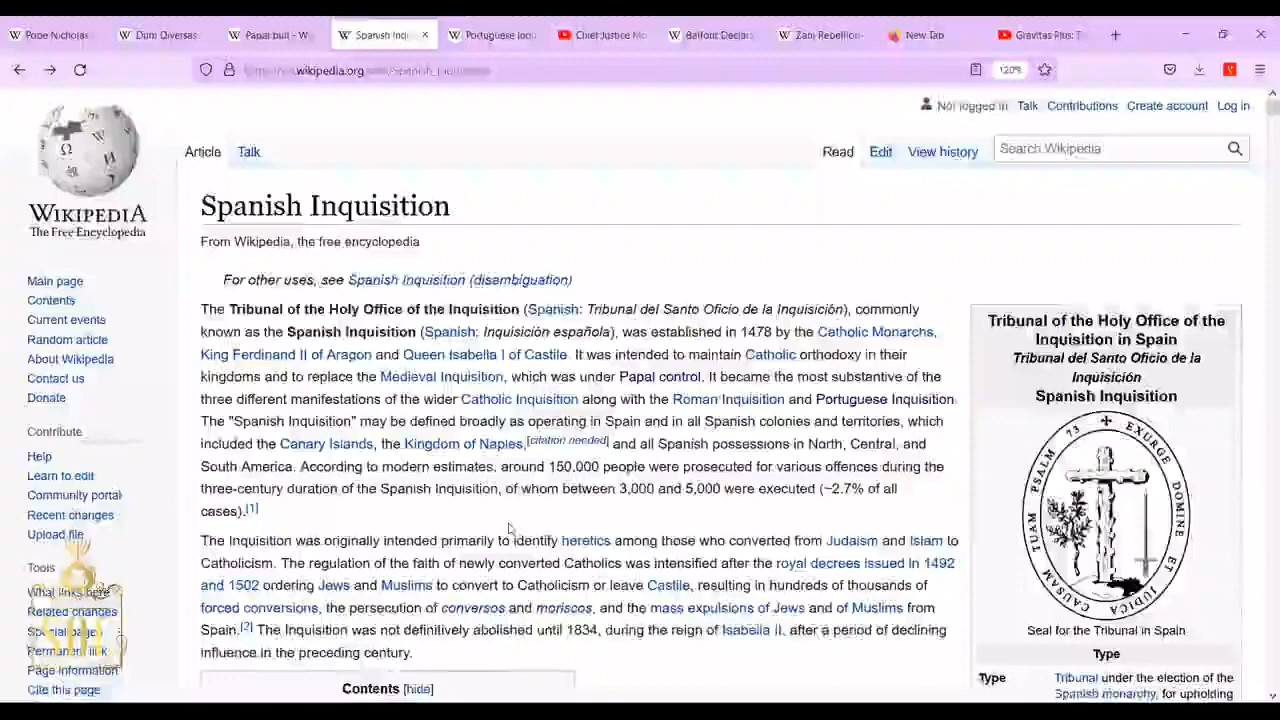 Pope Nicholas
Dum Diversas
Papal bull - W
Spanish Inqu
Portuguese Inqu
Chief Justice Mo
Balfour Declara
Zanj Rebellion
New Tab
Gravitas Plus: T
wikipedia.org
120%
Not logged in Talk Contributions Create account Log in
Article Talk
Read Edit View history
Search Wikipedia
WIKIPEDIA
The Free Encyclopedia
Main page
Contents
Current events
Random article
About Wikipedia
Contact us
Donate
Contribute
Help
Learn to edit
Community portal
Recent changes
Upload file
Tools
What links here
Related changes
Special pages
Permanent link
Page information
Cite this page
Spanish Inquisition
From Wikipedia, the free encyclopedia
For other uses, see Spanish Inquisition (disambiguation)
The Tribunal of the Holy Office of the Inquisition (Spanish: Tribunal del Santo Oficio de la Inquisición), commonly
known as the Spanish Inquisition (Spanish: Inquisición española), was established in 1478 by the Catholic Monarchs,
King Ferdinand II of Aragon and Queen Isabella I of Castile. It was intended to maintain Catholic orthodoxy in their
kingdoms and to replace the Medieval Inquisition, which was under Papal control. It became the most substantive of the
three different manifestations of the wider Catholic Inquisition along with the Roman Inquisition and Portuguese Inquisition.
The "Spanish Inquisition" may be defined broadly as operating in Spain and in all Spanish colonies and territories, which
included the Canary Islands, the Kingdom of Naples,[citation needed] and all Spanish possessions in North, Central, and
South America. According to modern estimates, around 150,000 people were prosecuted for various offences during the
three-century duration of the Spanish Inquisition, of whom between 3,000 and 5,000 were executed (~2.7% of all
cases).[1]
The Inquisition was originally intended primarily to identify heretics among those who converted from Judaism and Islam to
Catholicism. The regulation of the faith of newly converted Catholics was intensified after the royal decrees issued in 1492
and 1502 ordering Jews and Muslims to convert to Catholicism or leave Castile, resulting in hundreds of thousands of
forced conversions, the persecution of conversos and moriscos, and the mass expulsions of Jews and of Muslims from
Spain.[2] The Inquisition was not definitively abolished until 1834, during the reign of Isabella II, after a period of declining
influence in the preceding century.
Contents [hide]
Tribunal of the Holy Office of the
Inquisition in Spain
Tribunal del Santo Oficio de la
Inquisición
Spanish Inquisition
EXURGE DOMINE ET JUDICA CAUSAM TUAM PSALM 73
Seal for the Tribunal in Spain
Type
Type Tribunal under the election of the
Spanish monarchy, for upholding